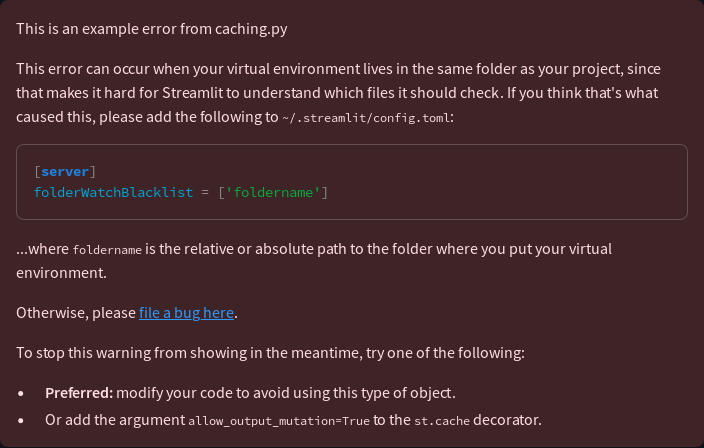 This is an example error from caching.py
This error can occur when your virtual environment lives in the same folder as your project, since
that makes it hard for Streamlit to understand which files it should check. If you think that's what
caused this, please add the following to ~/.streamlit/config.toml:
[server]
folderWatchBlacklist = ['foldername']
...where foldername is the relative or absolute path to the folder where you put your virtual
environment.
Otherwise, please file a bug here.
To stop this warning from showing in the meantime, try one of the following:
• Preferred: modify your code to avoid using this type of object.
• Or add the argument allow_output_mutation=True to the st.cache decorator.